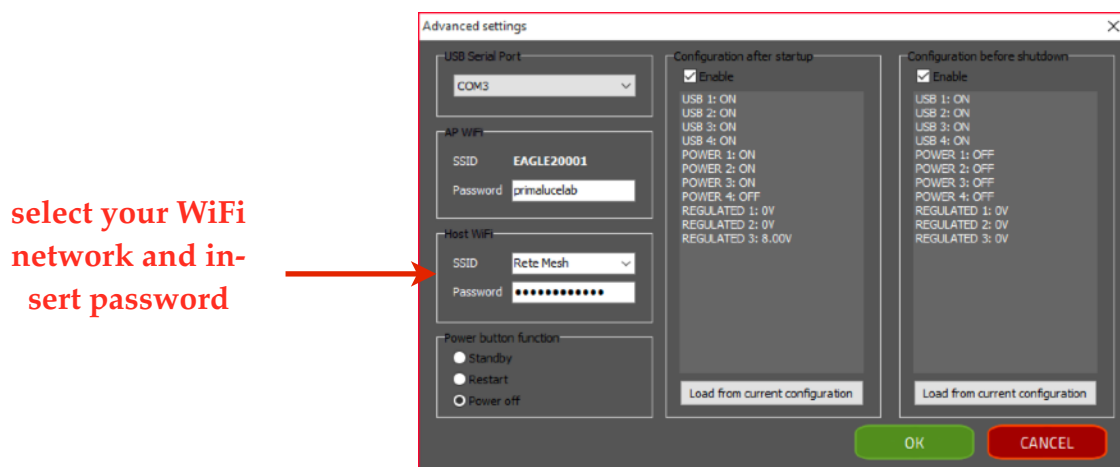 Advanced settings
select your WiFi
network and in-
sert password
USB Serial Port
COM3
AP WiFi
SSID EAGLE20001
Password primalucelab
Host WiFi
SSID Rete Mesh
Password ●●●●●●●●●●●●
Power button function
Standby
Restart
Power off
Configuration after startup
Enable
USB 1: ON
USB 2: ON
USB 3: ON
USB 4: ON
POWER 1: ON
POWER 2: ON
POWER 3: ON
POWER 4: OFF
REGULATED 1: 0V
REGULATED 2: 0V
REGULATED 3: 8.00V
Load from current configuration
Configuration before shutdown
Enable
USB 1: ON
USB 2: ON
USB 3: ON
USB 4: ON
POWER 1: OFF
POWER 2: OFF
POWER 3: OFF
POWER 4: OFF
REGULATED 1: 0V
REGULATED 2: 0V
REGULATED 3: 0V
Load from current configuration
OK
CANCEL